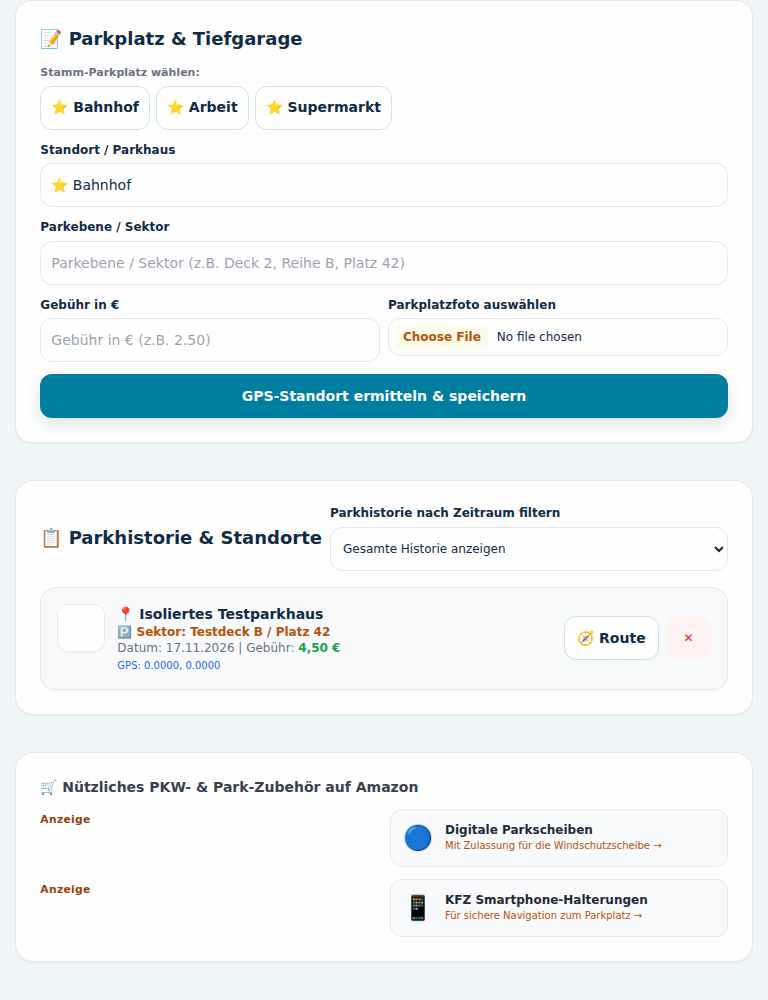 📝 Parkplatz & Tiefgarage
Stamm-Parkplatz wählen:
⭐ Bahnhof ⭐ Arbeit ⭐ Supermarkt
Standort / Parkhaus
⭐ Bahnhof
Parkebene / Sektor
Parkebene / Sektor (z.B. Deck 2, Reihe B, Platz 42)
Gebühr in € Parkplatzfoto auswählen
Gebühr in € (z.B. 2.50) Choose File No file chosen
GPS-Standort ermitteln & speichern
Parkhistorie nach Zeitraum filtern
📋 Parkhistorie & Standorte
Gesamte Historie anzeigen
📍 Isoliertes Testparkhaus
🅿️ Sektor: Testdeck B / Platz 42
Datum: 17.11.2026 | Gebühr: 4,50 €
GPS: 0.0000, 0.0000
🧭 Route ✕
🛒 Nützliches PKW- & Park-Zubehör auf Amazon
Anzeige
🔵 Digitale Parkscheiben
Mit Zulassung für die Windschutzscheibe →
Anzeige
📱 KFZ Smartphone-Halterungen
Für sichere Navigation zum Parkplatz →